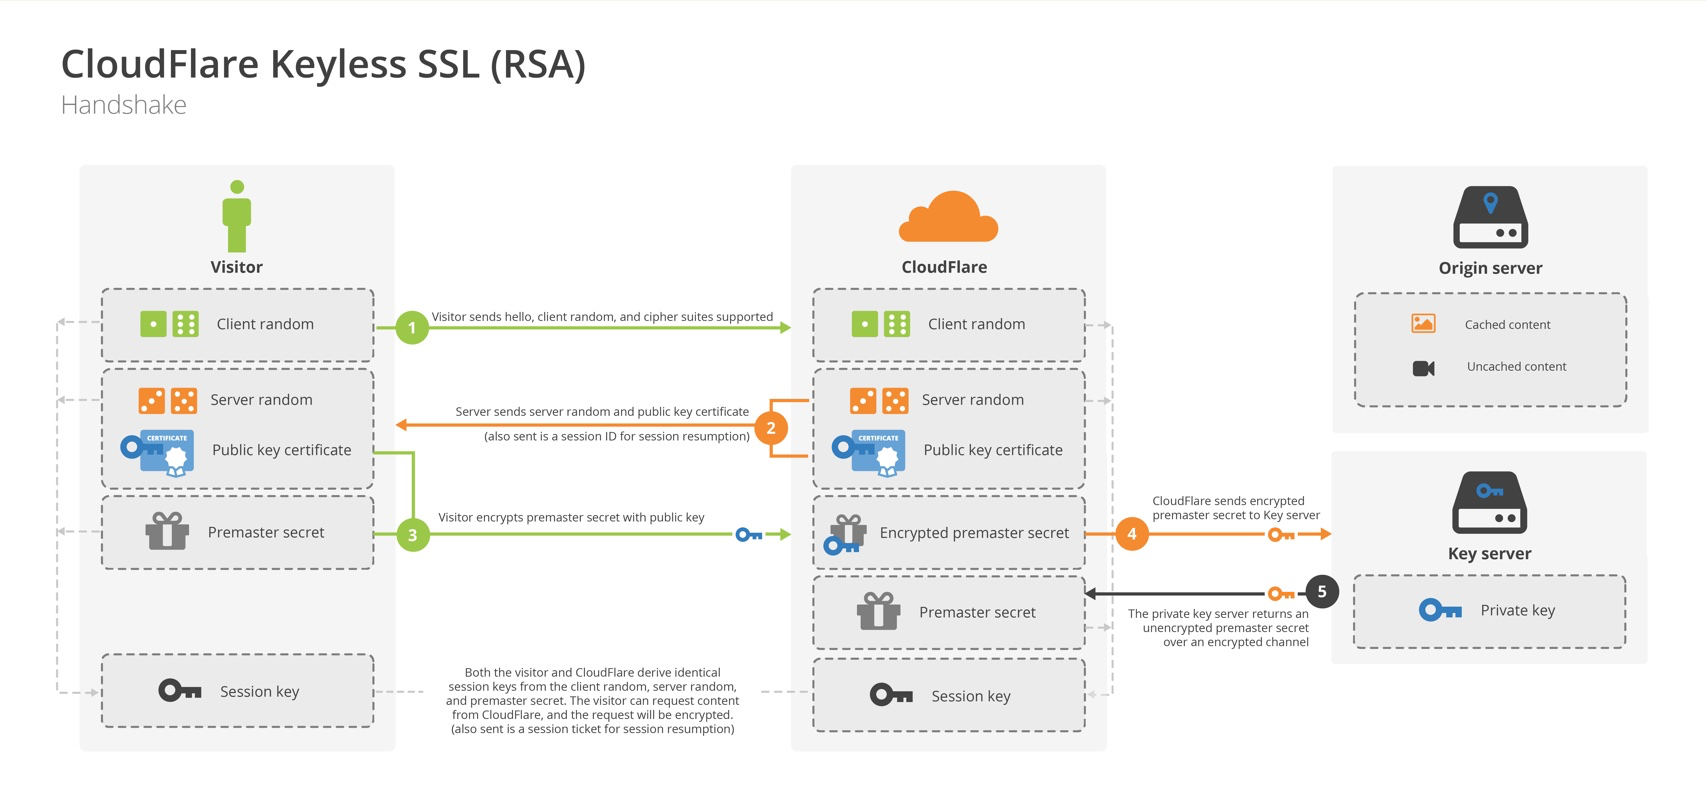 CloudFlare Keyless SSL (RSA)
Handshake
Visitor
Client random
Server random
CERTIFICATE
Public key certificate
Premaster secret
Session key
1
Visitor sends hello, client random, and cipher suites supported
Server sends server random and public key certificate
(also sent is a session ID for session resumption)
2
3
Visitor encrypts premaster secret with public key
Both the visitor and CloudFlare derive identical
session keys from the client random, server random,
and premaster secret. The visitor can request content
from CloudFlare, and the request will be encrypted.
(also sent is a session ticket for session resumption)
CloudFlare
Client random
Server random
CERTIFICATE
Public key certificate
Encrypted premaster secret
Premaster secret
Session key
4
CloudFlare sends encrypted
premaster secret to Key server
5
The private key server returns an
unencrypted premaster secret
over an encrypted channel
Origin server
Cached content
Uncached content
Key server
Private key